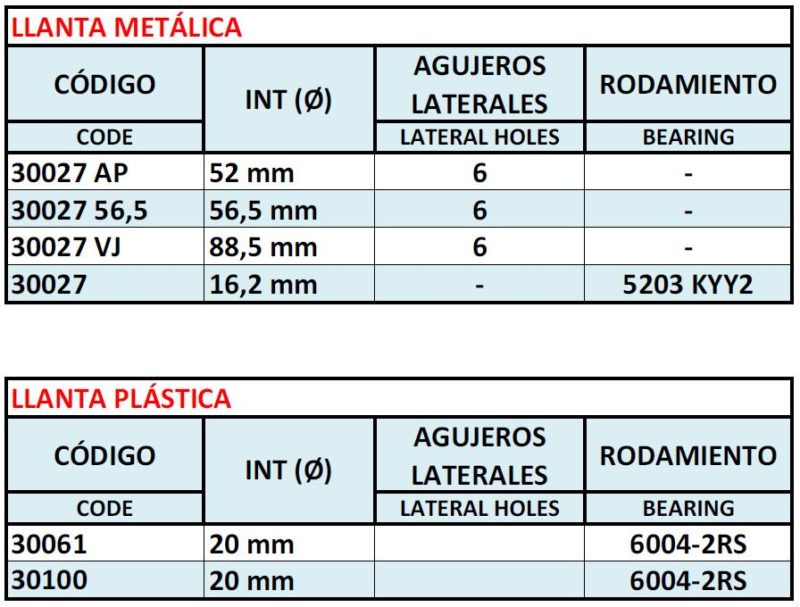 LLANTA METÁLICA
CÓDIGO INT (Ø) AGUJEROS LATERALES RODAMIENTO
CODE LATERAL HOLES BEARING
30027 AP 52 mm 6 -
30027 56,5 56,5 mm 6 -
30027 VJ 88,5 mm 6 -
30027 16,2 mm - 5203 KYY2
LLANTA PLÁSTICA
CÓDIGO INT (Ø) AGUJEROS LATERALES RODAMIENTO
CODE LATERAL HOLES BEARING
30061 20 mm 6004-2RS
30100 20 mm 6004-2RS